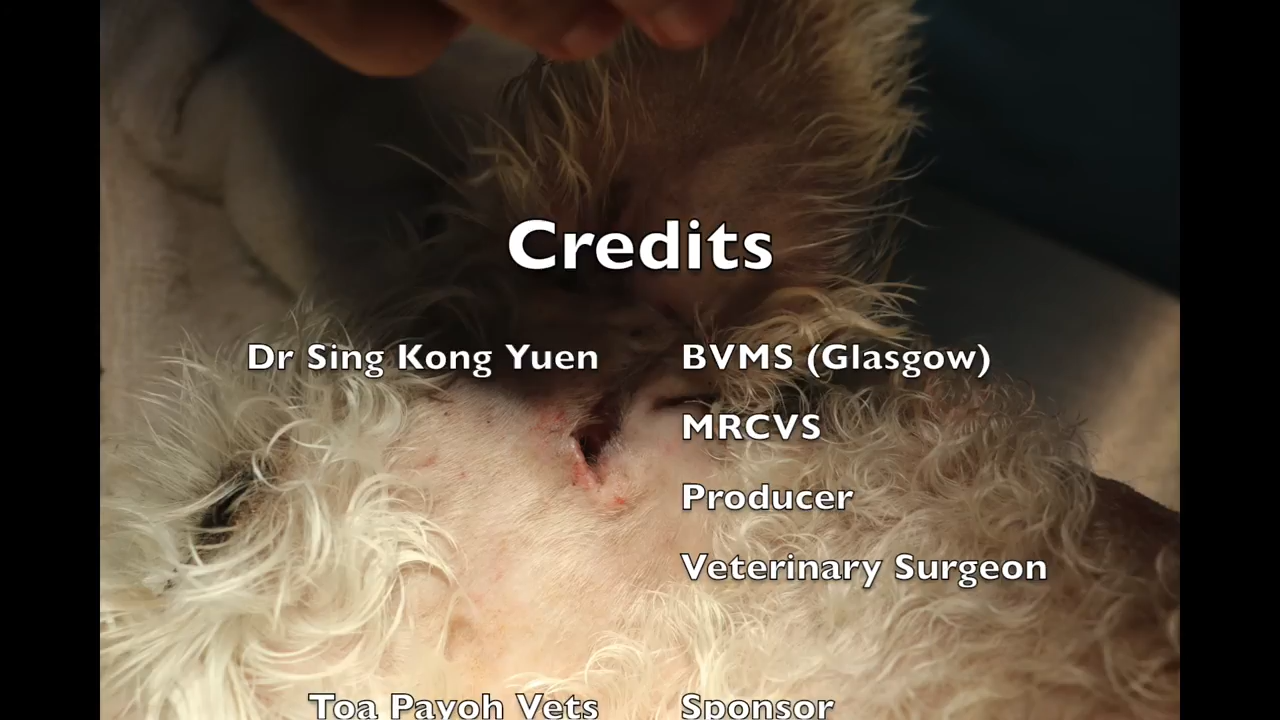 Credits
Dr Sing Kong Yuen BVMS (Glasgow)
MRCVS
Producer
Veterinary Surgeon
Toa Payoh Vets Sponsor